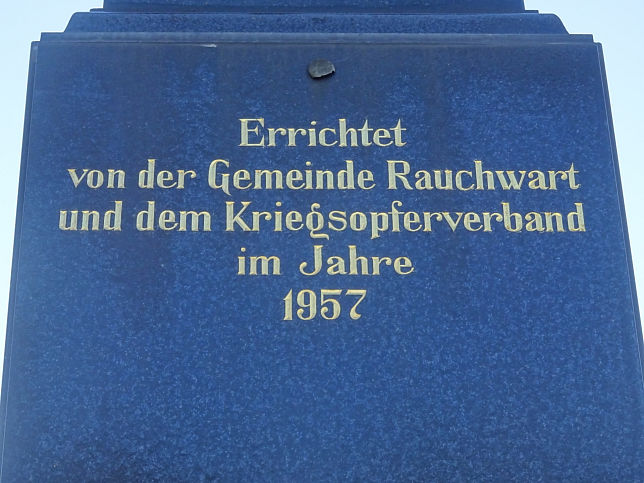 Errichtet
von der Gemeinde Rauchwart
und dem Kriegsopferverband
im Jahre
1957